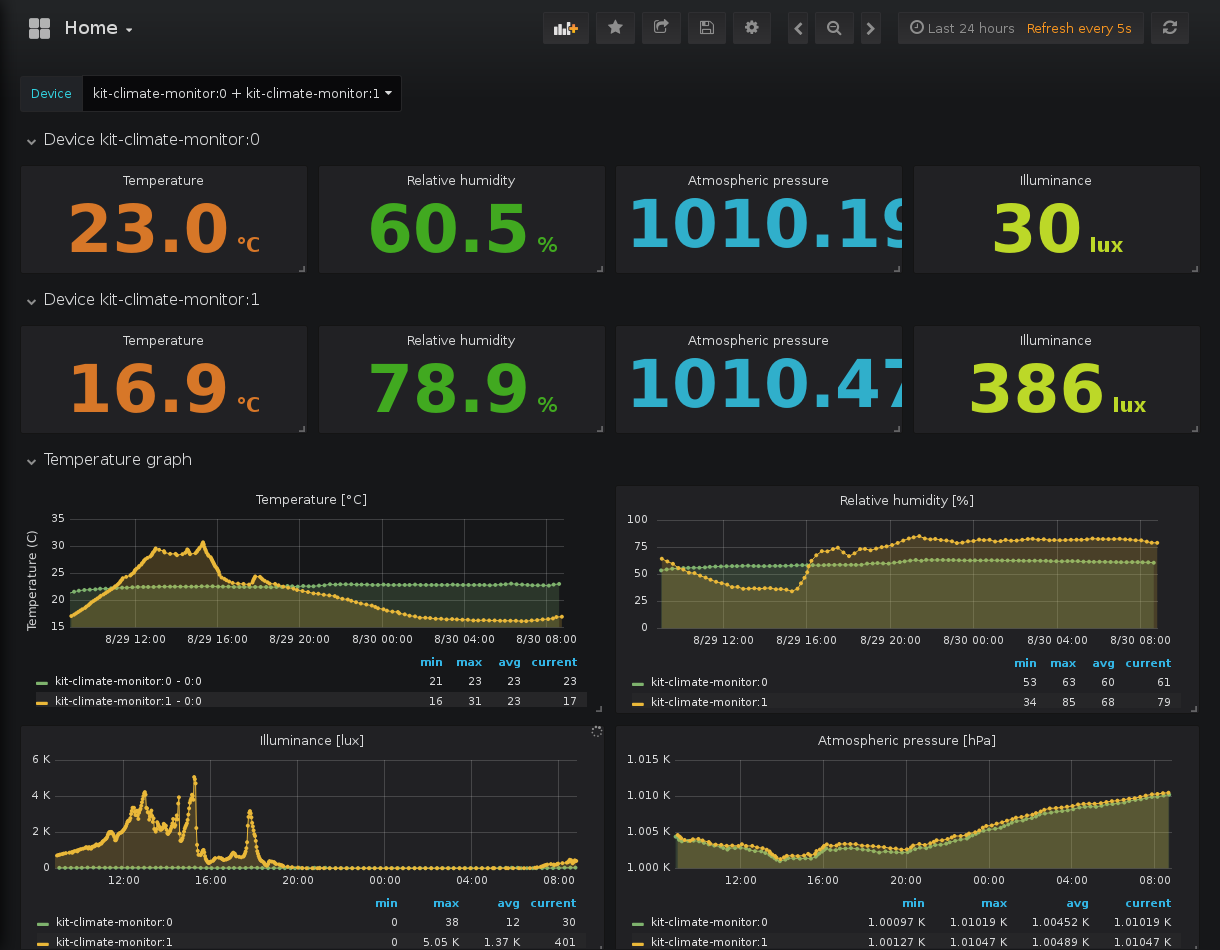 Home
Last 24 hours Refresh every 5s
Device kit-climate-monitor:0 + kit-climate-monitor:1
Device kit-climate-monitor:0
Temperature
23.0 °C
Relative humidity
60.5 %
Atmospheric pressure
1010.19
Illuminance
30 lux
Device kit-climate-monitor:1
Temperature
16.9 °C
Relative humidity
78.9 %
Atmospheric pressure
1010.47
Illuminance
386 lux
Temperature graph
Temperature [°C]
Temperature (C)
35
30
25
20
15
8/29 12:00 8/29 16:00 8/29 20:00 8/30 00:00 8/30 04:00 8/30 08:00
min max avg current
kit-climate-monitor:0 - 0:0 21 23 23 23
kit-climate-monitor:1 - 0:0 16 31 23 17
Relative humidity [%]
100
75
50
25
0
8/29 12:00 8/29 16:00 8/29 20:00 8/30 00:00 8/30 04:00 8/30 08:00
min max avg current
kit-climate-monitor:0 53 63 60 61
kit-climate-monitor:1 34 85 68 79
Illuminance [lux]
6 K
4 K
2 K
0
12:00 16:00 20:00 00:00 04:00 08:00
min max avg current
kit-climate-monitor:0 0 38 12 30
kit-climate-monitor:1 0 5.05 K 1.37 K 401
Atmospheric pressure [hPa]
1.015 K
1.010 K
1.005 K
1.000 K
12:00 16:00 20:00 00:00 04:00 08:00
min max avg current
kit-climate-monitor:0 1.00097 K 1.01019 K 1.00452 K 1.01019 K
kit-climate-monitor:1 1.00127 K 1.01047 K 1.00489 K 1.01047 K